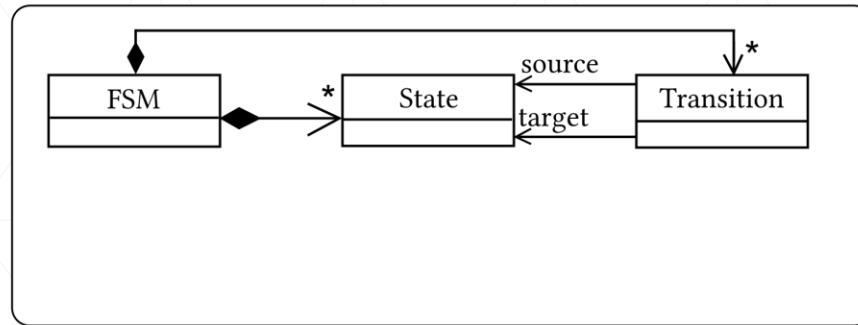 *
source
*
FSM
State
Transition
target